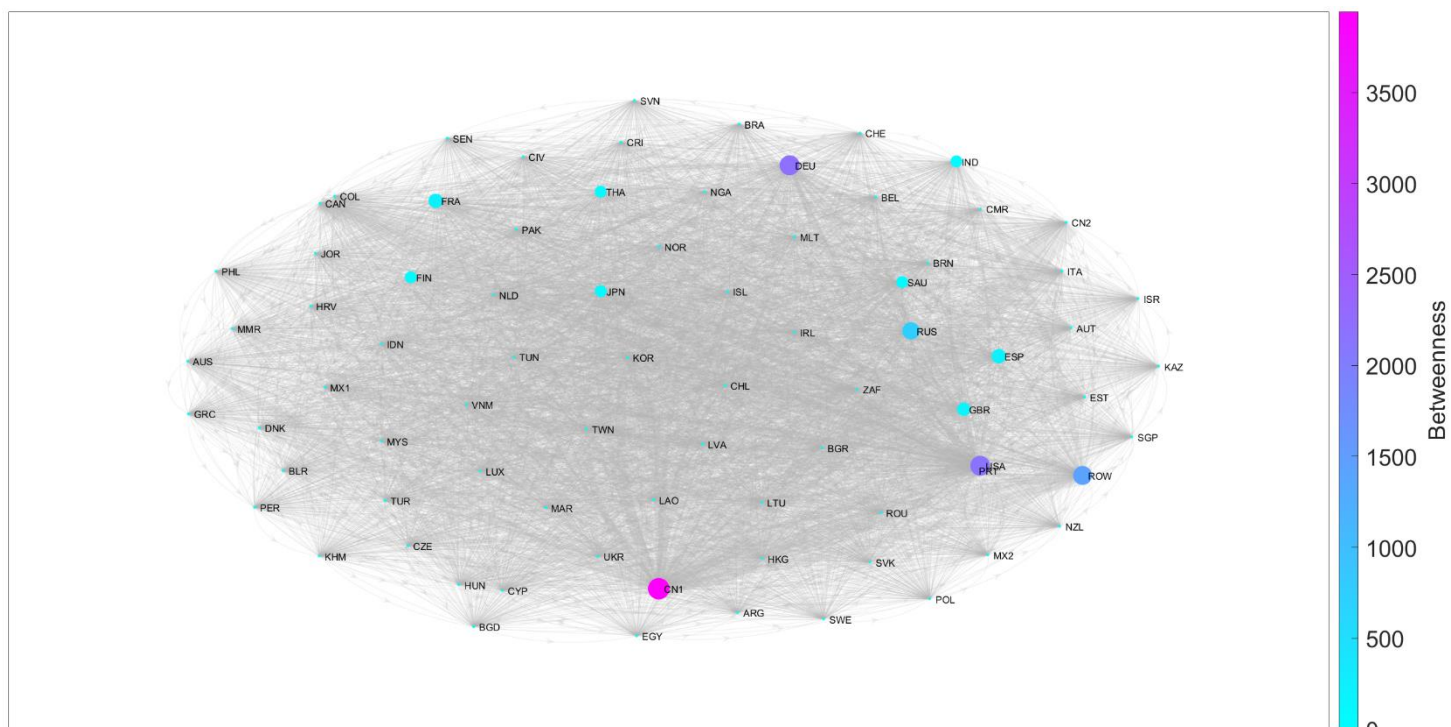 SVN
BRA
CHE
SEN
CRI
CIV
DEU
IND
THA
NGA
BEL
COL
CAN
FRA
CMR
CN2
PAK
MLT
NOR
JOR
BRN
PHL
FIN
SAU
ITA
NLD
JPN
ISL
ISR
HRV
MMR
IRL
RUS
AUT
IDN
AUS
TUN
KOR
ESP
KAZ
MX1
CHL
ZAF
EST
VNM
GBR
GRC
DNK
TWN
MYS
LVA
BGR
SGP
BLR
LUX
USA
PRT
ROW
PER
TUR
MAR
LAO
LTU
ROU
NZL
KHM
CZE
UKR
HKG
SVK
MX2
HUN
CYP
CN1
POL
BGD
EGY
ARG
SWE
3500
3000
2500
2000
1500
1000
500
0
Betweenness